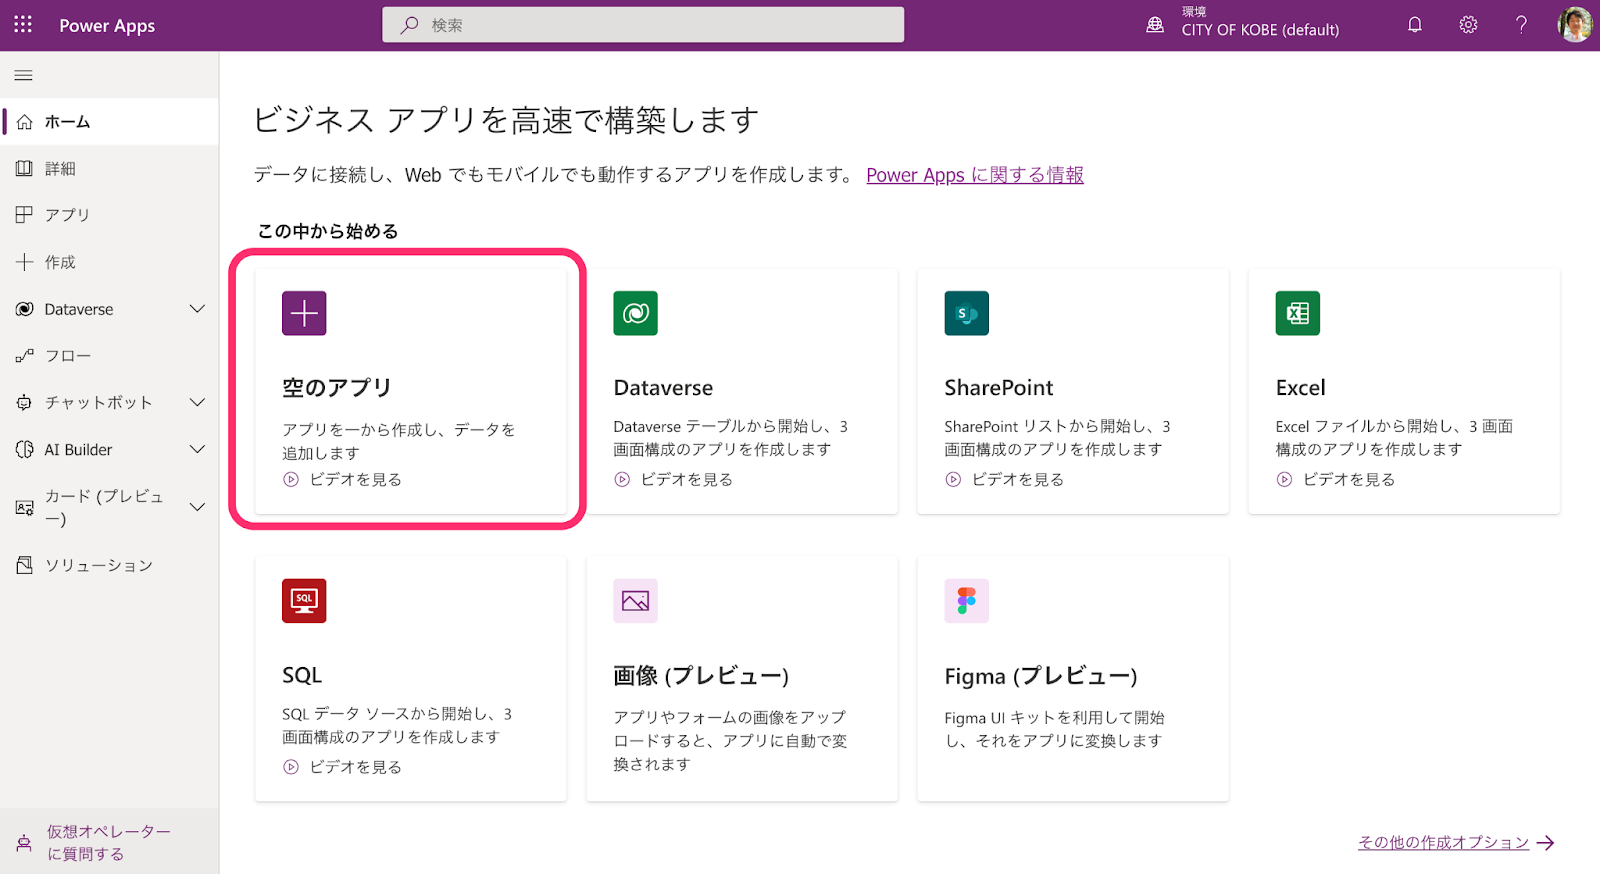 Power Apps
検索
環境
CITY OF KOBE (default)
ホーム
詳細
アプリ
作成
Dataverse
フロー
チャットボット
AI Builder
カード (プレビュ
ー)
ソリューション
仮想オペレーター
に質問する
ビジネス アプリを高速で構築します
データに接続し、Web でもモバイルでも動作するアプリを作成します。 Power Apps に関する情報
この中から始める
空のアプリ
アプリを一から作成し、データを
追加します
ビデオを見る
Dataverse
Dataverse テーブルから開始し、3
画面構成のアプリを作成します
ビデオを見る
S
SharePoint
SharePoint リストから開始し、3
画面構成のアプリを作成します
ビデオを見る
X
Excel
Excel ファイルから開始し、3 画面
構成のアプリを作成します
ビデオを見る
SQL
SQL
SQL データ ソースから開始し、3
画面構成のアプリを作成します
ビデオを見る
画像 (プレビュー)
アプリやフォームの画像をアップ
ロードすると、アプリに自動で変
換されます
Figma (プレビュー)
Figma UI キットを利用して開始
し、それをアプリに変換します
その他の作成オプション